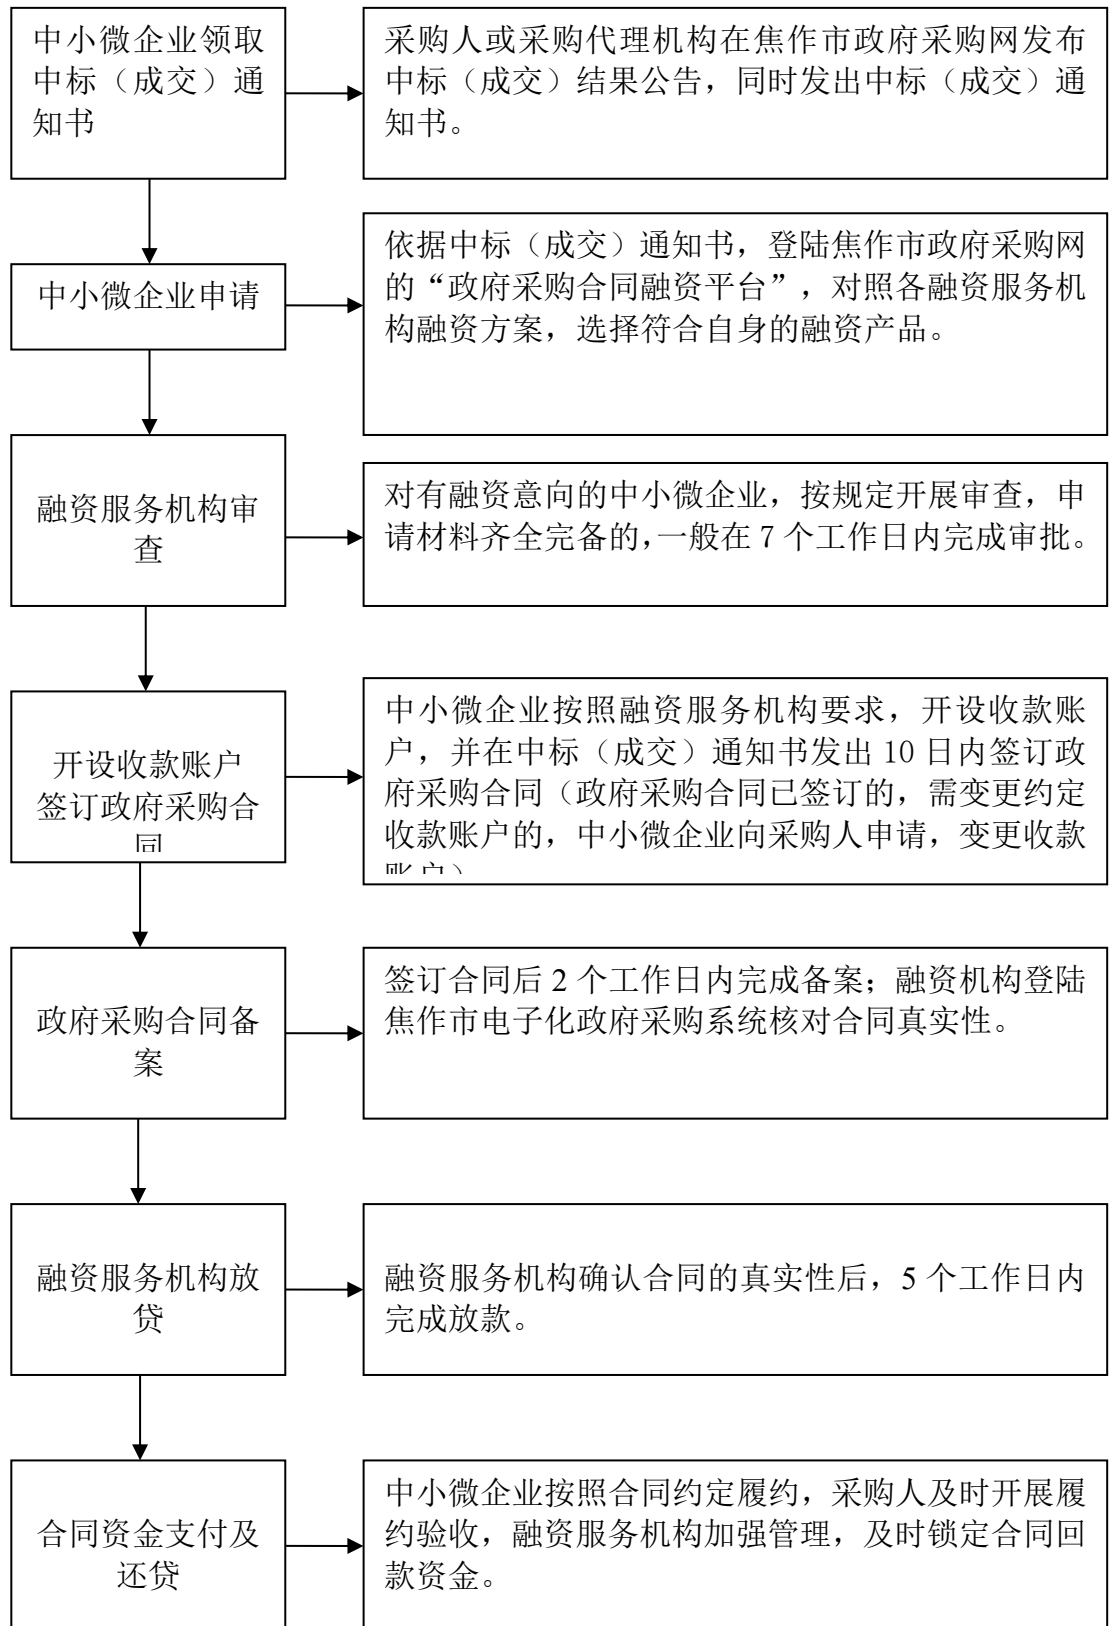 中小微企业领取
中标（成交）通
知书
采购人或采购代理机构在焦作市政府采购网发布
中标（成交）结果公告，同时发出中标（成交）通
知书。
中小微企业申请
依据中标（成交）通知书，登陆焦作市政府采购网
的“政府采购合同融资平台”，对照各融资服务机
构融资方案，选择符合自身的融资产品。
融资服务机构审
查
对有融资意向的中小微企业，按规定开展审查，申
请材料齐全完备的，一般在 7 个工作日内完成审批。
开设收款账户
签订政府采购合
同
中小微企业按照融资服务机构要求，开设收款账
户，并在中标（成交）通知书发出 10 日内签订政
府采购合同（政府采购合同已签订的，需变更约定
收款账户的，中小微企业向采购人申请，变更收款
账户）
政府采购合同备
案
签订合同后 2 个工作日内完成备案；融资机构登陆
焦作市电子化政府采购系统核对合同真实性。
融资服务机构放
贷
融资服务机构确认合同的真实性后，5 个工作日内
完成放款。
合同资金支付及
还贷
中小微企业按照合同约定履约，采购人及时开展履
约验收，融资服务机构加强管理，及时锁定合同回
款资金。